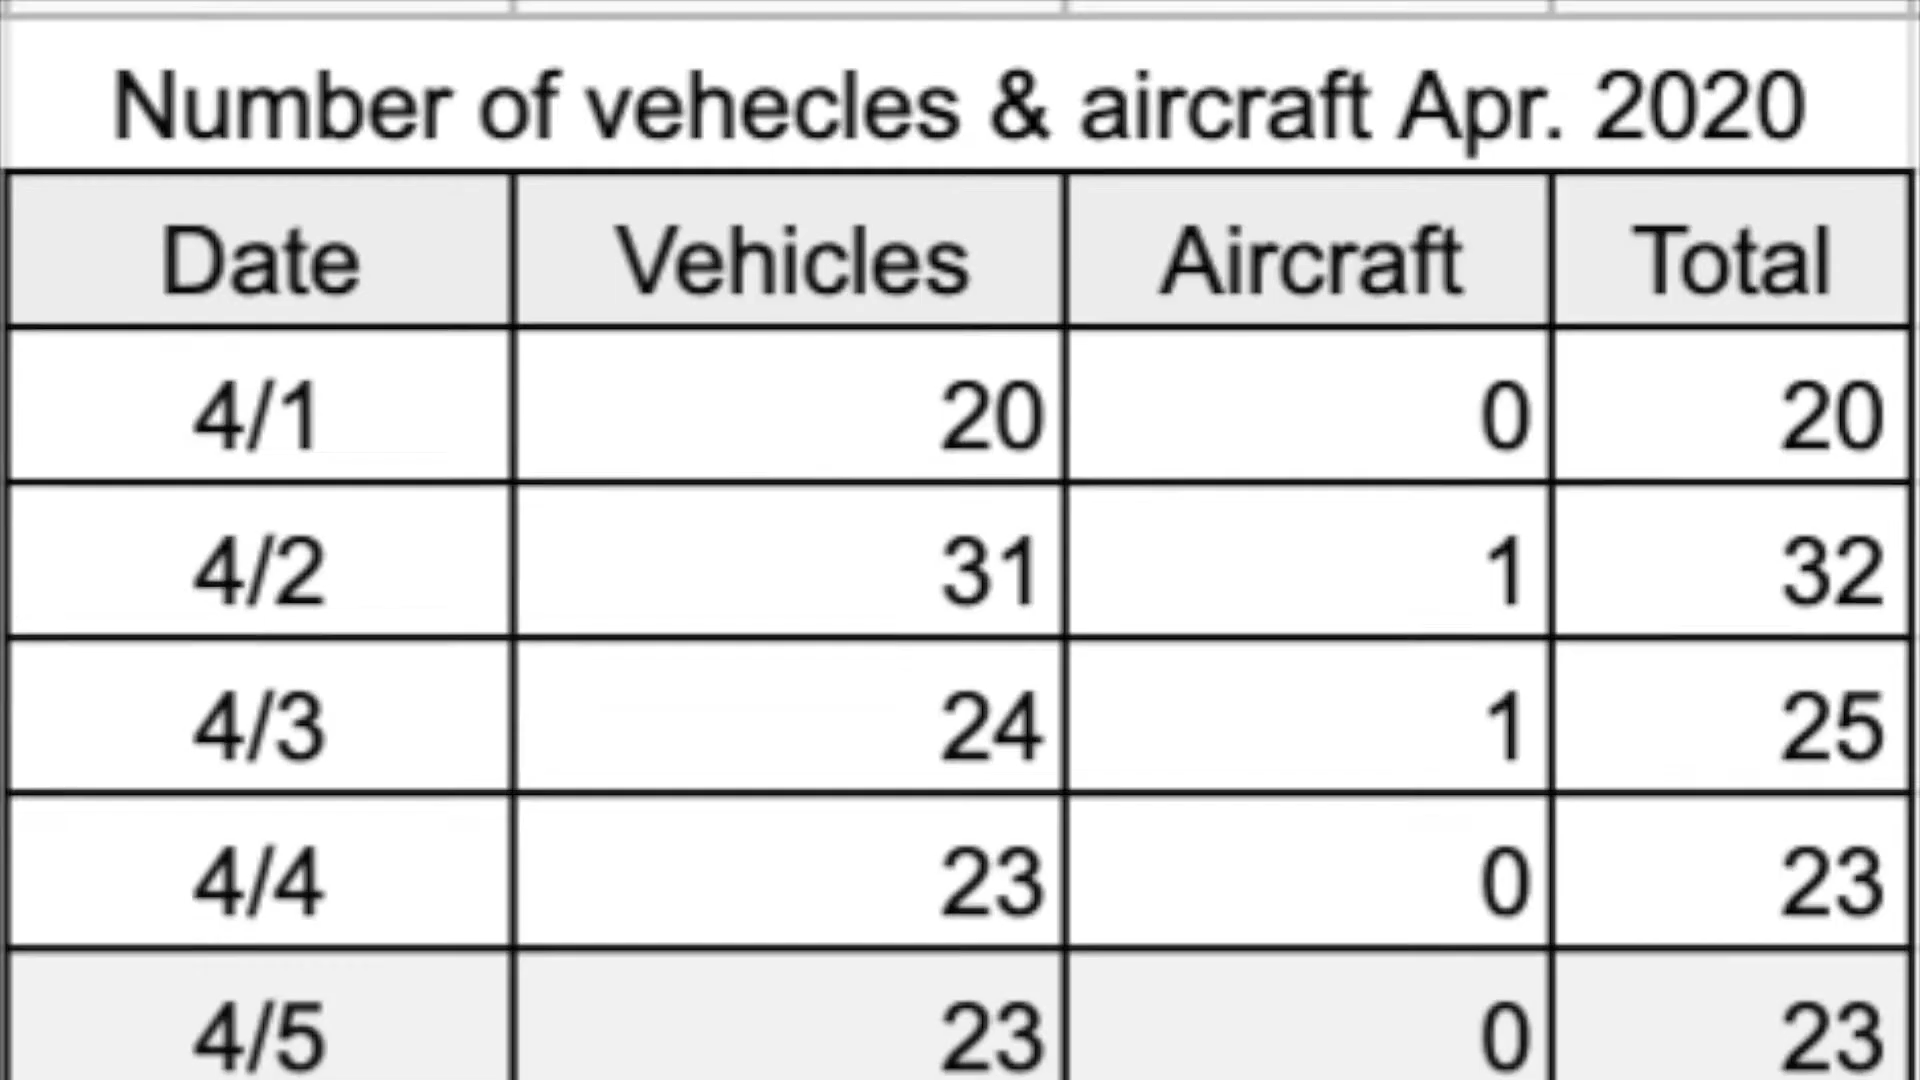 Number of vehecles & aircraft Apr. 2020
Date Vehicles Aircraft Total
4/1 20 0 20
4/2 31 1 32
4/3 24 1 25
4/4 23 0 23
4/5 23 0 23